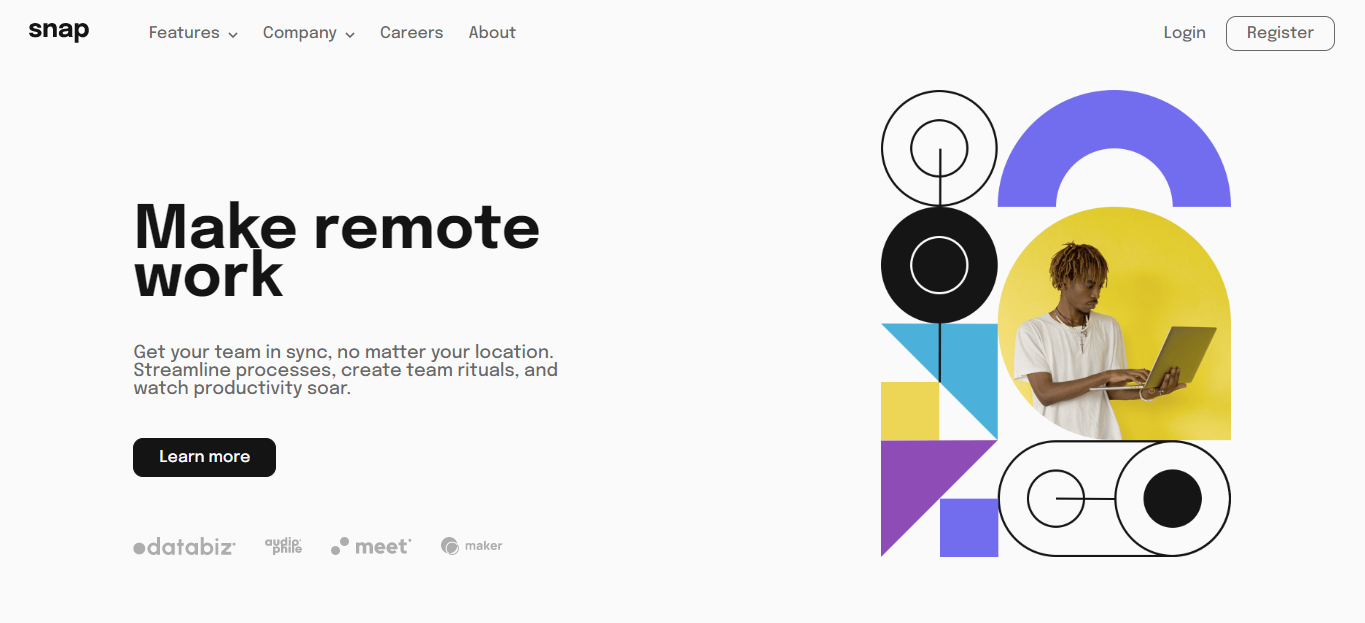 snap
Features
Company
Careers
About
Login
Register
Make remote
work
Get your team in sync, no matter your location.
Streamline processes, create team rituals, and
watch productivity soar.
Learn more
databiz
audiophile
meet
maker